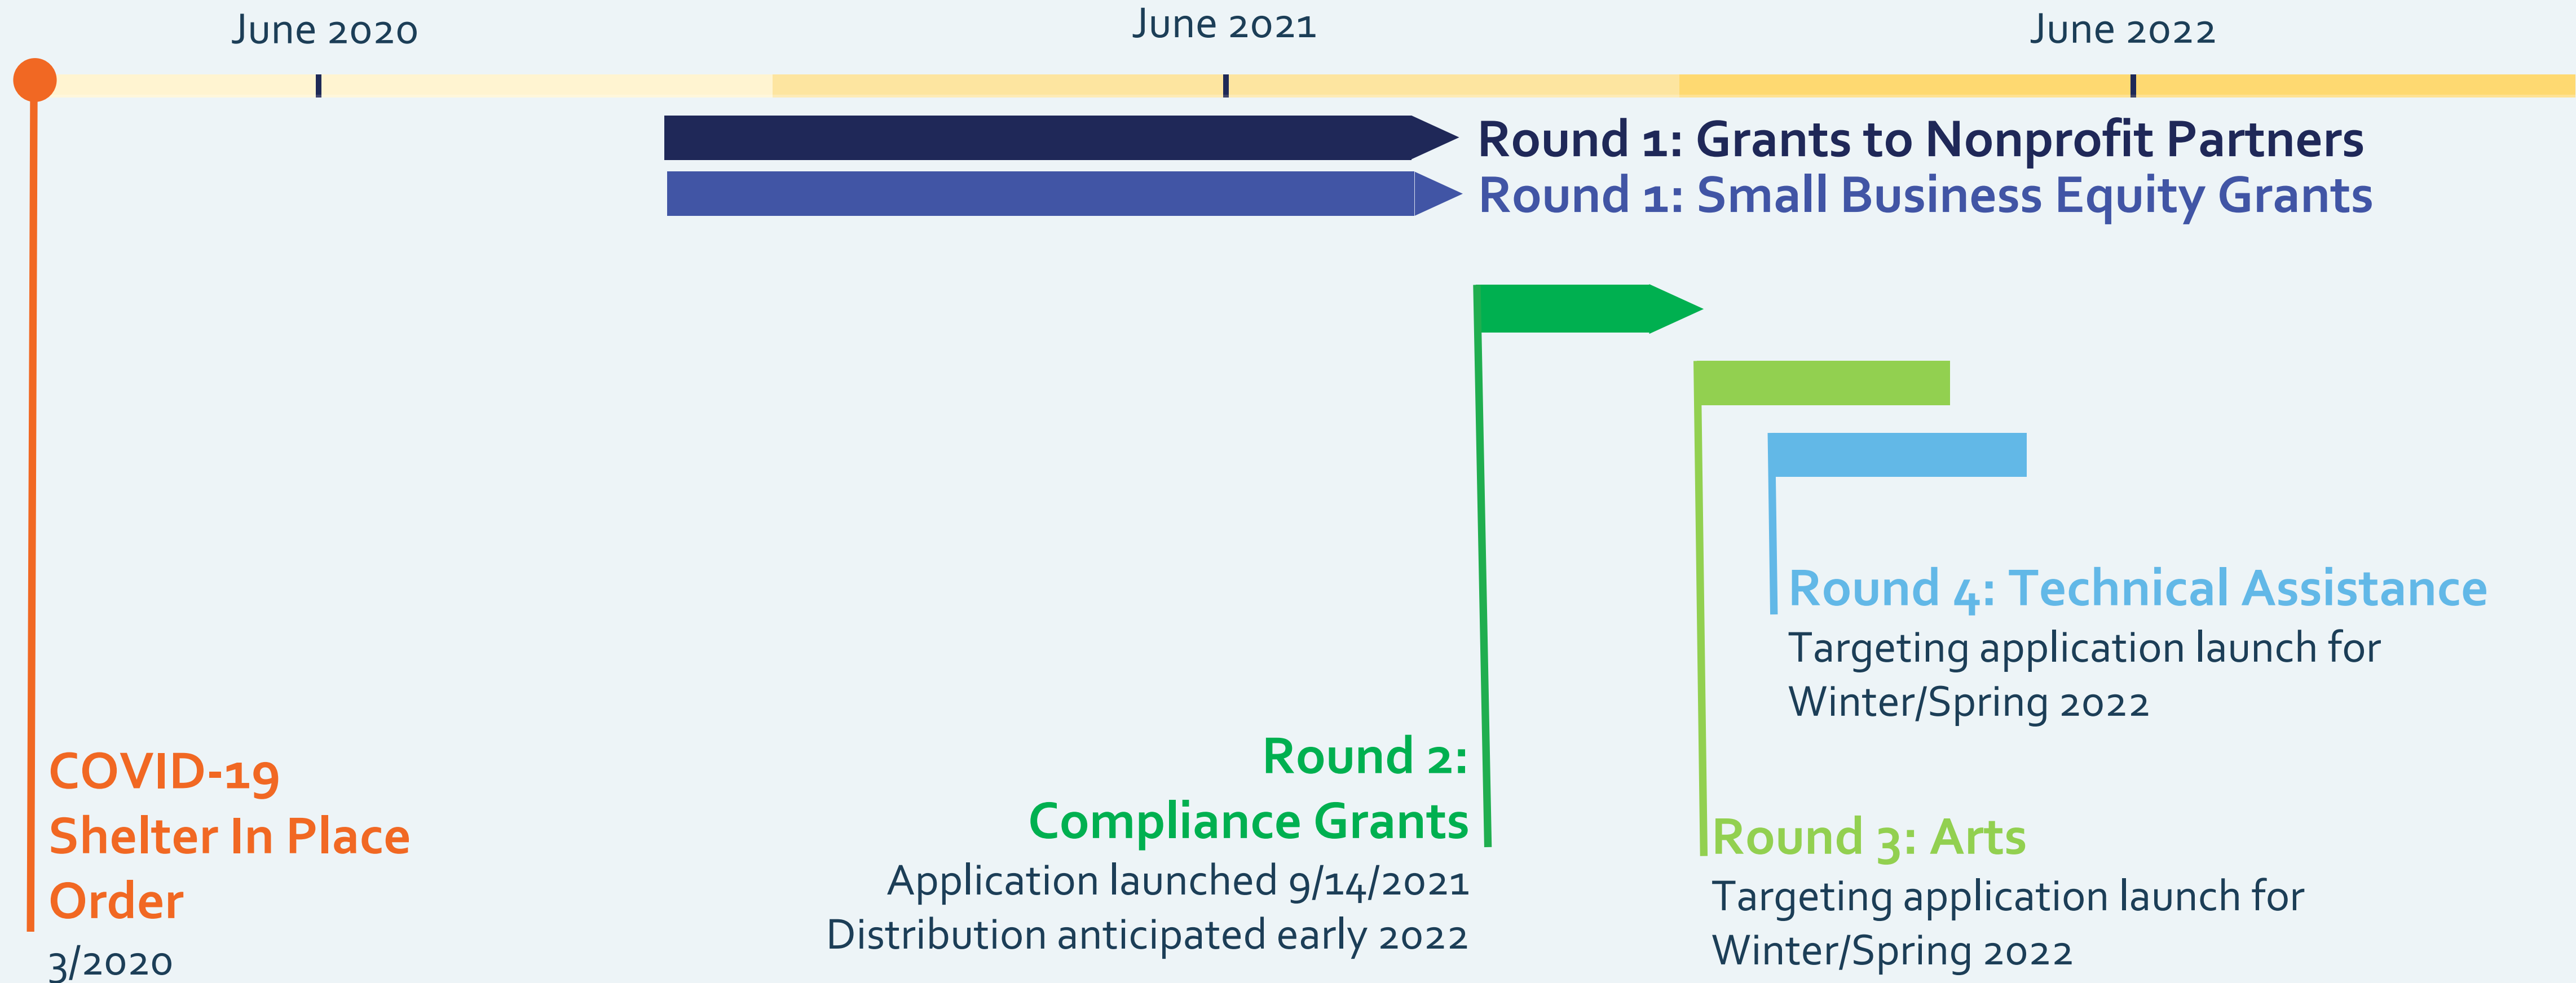 June 2020
June 2021
June 2022
Round 1: Grants to Nonprofit Partners
Round 1: Small Business Equity Grants
Round 4: Technical Assistance
Targeting application launch for
Winter/Spring 2022
COVID-19
Shelter In Place
Order
3/2020
Round 2:
Compliance Grants
Application launched 9/14/2021
Distribution anticipated early 2022
Round 3: Arts
Targeting application launch for
Winter/Spring 2022